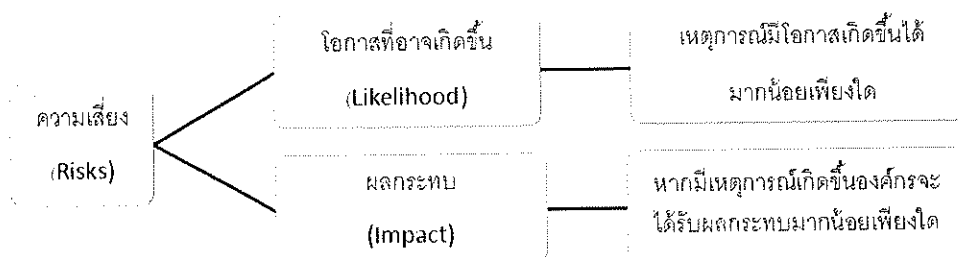 ความเสี่ยง
(Risks)
โอกาสที่อาจเกิดขึ้น
(Likelihood)
เหตุการณ์มีโอกาสเกิดขึ้นได้
มากน้อยเพียงใด
ผลกระทบ
(Impact)
หากมีเหตุการณ์เกิดขึ้นองค์กรจะ
ได้รับผลกระทบมากน้อยเพียงใด